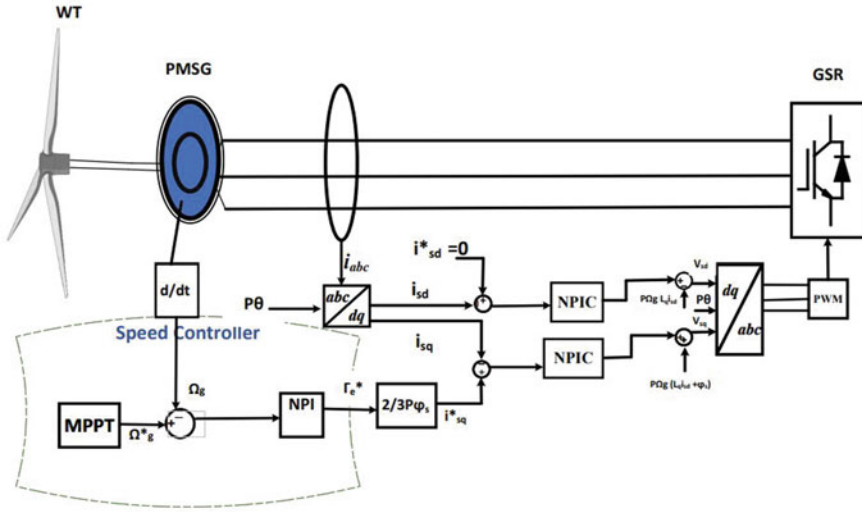 WT
PMSG
GSR
i*sd =0
iabc
d/dt
Pθ
abc
dq
isd
isq
NPIC
NPIC
Vsd
PΩg Lqisd
dq
abc
Pθ
Vsq
PWM
PΩg (Lqisd +φs)
Speed Controller
Ωg
MPPT
Ω*g
NPI
Γe*
2/3Pφs
i*sq